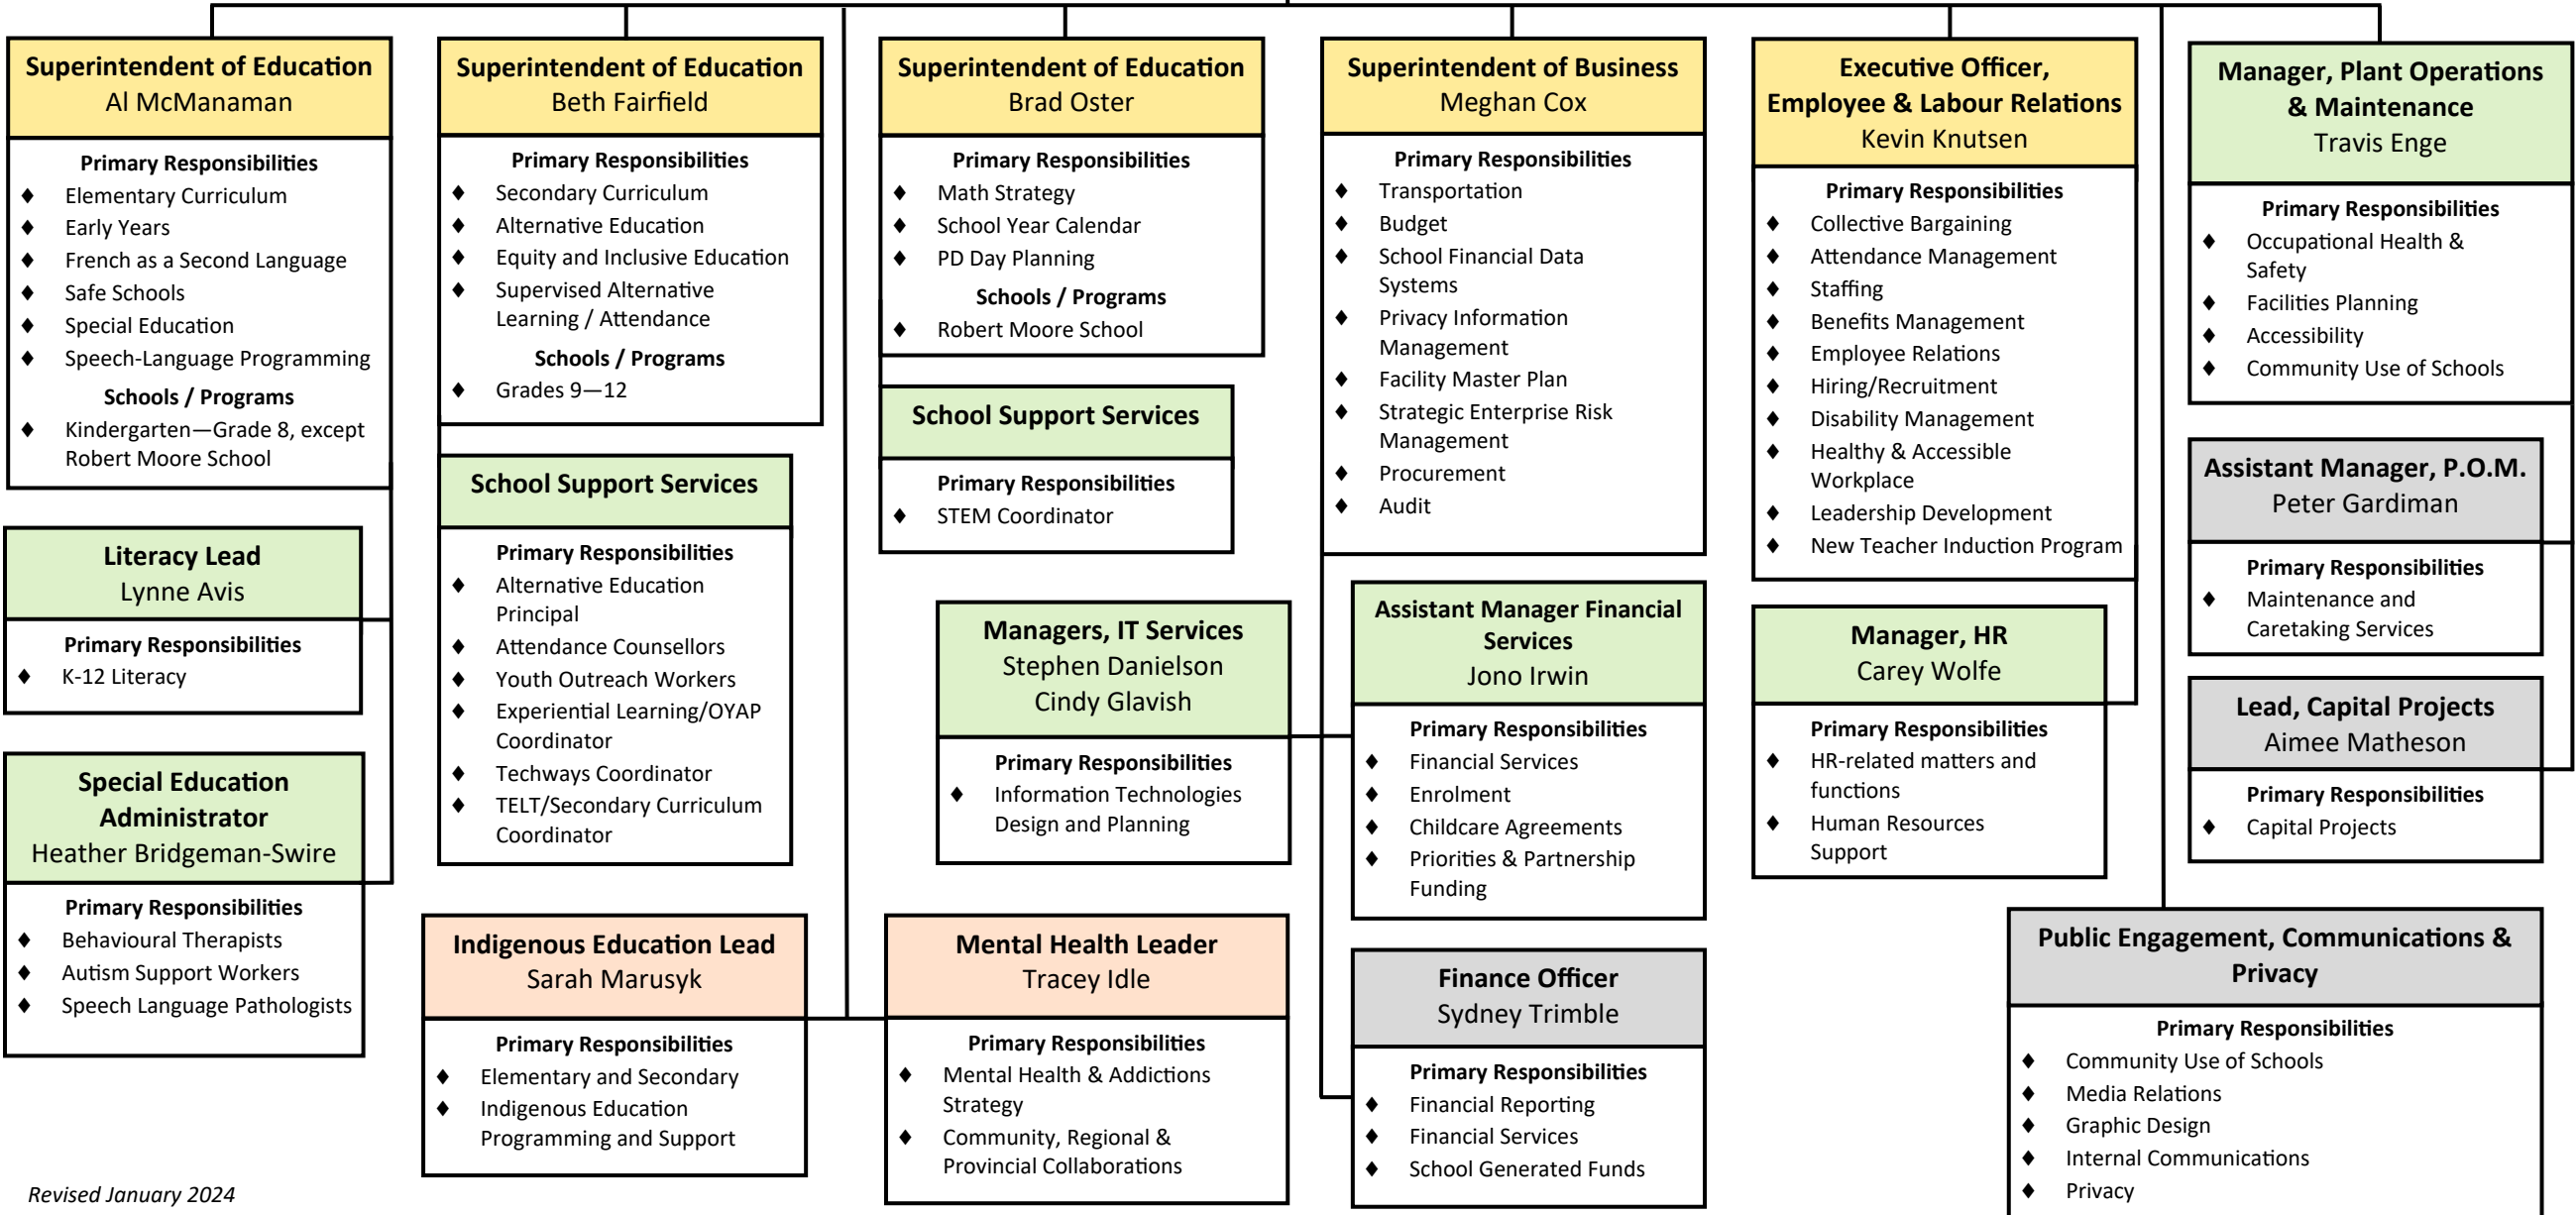 Superintendent of Education
Al McManaman
Primary Responsibilities
♦ Elementary Curriculum
♦ Early Years
♦ French as a Second Language
♦ Safe Schools
♦ Special Education
♦ Speech-Language Programming
Schools / Programs
♦ Kindergarten—Grade 8, except
Robert Moore School
Literacy Lead
Lynne Avis
Primary Responsibilities
♦ K-12 Literacy
Special Education
Administrator
Heather Bridgeman-Swire
Primary Responsibilities
♦ Behavioural Therapists
♦ Autism Support Workers
♦ Speech Language Pathologists
Superintendent of Education
Beth Fairfield
Primary Responsibilities
♦ Secondary Curriculum
♦ Alternative Education
♦ Equity and Inclusive Education
♦ Supervised Alternative
Learning / Attendance
Schools / Programs
♦ Grades 9—12
School Support Services
Primary Responsibilities
♦ Alternative Education
Principal
♦ Attendance Counsellors
♦ Youth Outreach Workers
♦ Experiential Learning/OYAP
Coordinator
♦ Techways Coordinator
♦ TELT/Secondary Curriculum
Coordinator
Indigenous Education Lead
Sarah Marusyk
Primary Responsibilities
♦ Elementary and Secondary
♦ Indigenous Education
Programming and Support
Superintendent of Education
Brad Oster
Primary Responsibilities
♦ Math Strategy
♦ School Year Calendar
♦ PD Day Planning
Schools / Programs
♦ Robert Moore School
School Support Services
Primary Responsibilities
♦ STEM Coordinator
Managers, IT Services
Stephen Danielson
Cindy Glavish
Primary Responsibilities
♦ Information Technologies
Design and Planning
Mental Health Leader
Tracey Idle
Primary Responsibilities
♦ Mental Health & Addictions
Strategy
♦ Community, Regional &
Provincial Collaborations
Superintendent of Business
Meghan Cox
Primary Responsibilities
♦ Transportation
♦ Budget
♦ School Financial Data
Systems
♦ Privacy Information
Management
♦ Facility Master Plan
♦ Strategic Enterprise Risk
Management
♦ Procurement
♦ Audit
Assistant Manager Financial
Services
Jono Irwin
Primary Responsibilities
♦ Financial Services
♦ Enrolment
♦ Childcare Agreements
♦ Priorities & Partnership
Funding
Finance Officer
Sydney Trimble
Primary Responsibilities
♦ Financial Reporting
♦ Financial Services
♦ School Generated Funds
Executive Officer,
Employee & Labour Relations
Kevin Knutsen
Primary Responsibilities
♦ Collective Bargaining
♦ Attendance Management
♦ Staffing
♦ Benefits Management
♦ Employee Relations
♦ Hiring/Recruitment
♦ Disability Management
♦ Healthy & Accessible
Workplace
♦ Leadership Development
♦ New Teacher Induction Program
Manager, HR
Carey Wolfe
Primary Responsibilities
♦ HR-related matters and
functions
♦ Human Resources
Support
Manager, Plant Operations
& Maintenance
Travis Enge
Primary Responsibilities
♦ Occupational Health &
Safety
♦ Facilities Planning
♦ Accessibility
♦ Community Use of Schools
Assistant Manager, P.O.M.
Peter Gardiman
Primary Responsibilities
♦ Maintenance and
Caretaking Services
Lead, Capital Projects
Aimee Matheson
Primary Responsibilities
♦ Capital Projects
Public Engagement, Communications &
Privacy
Primary Responsibilities
♦ Community Use of Schools
♦ Media Relations
♦ Graphic Design
♦ Internal Communications
♦ Privacy
Revised January 2024